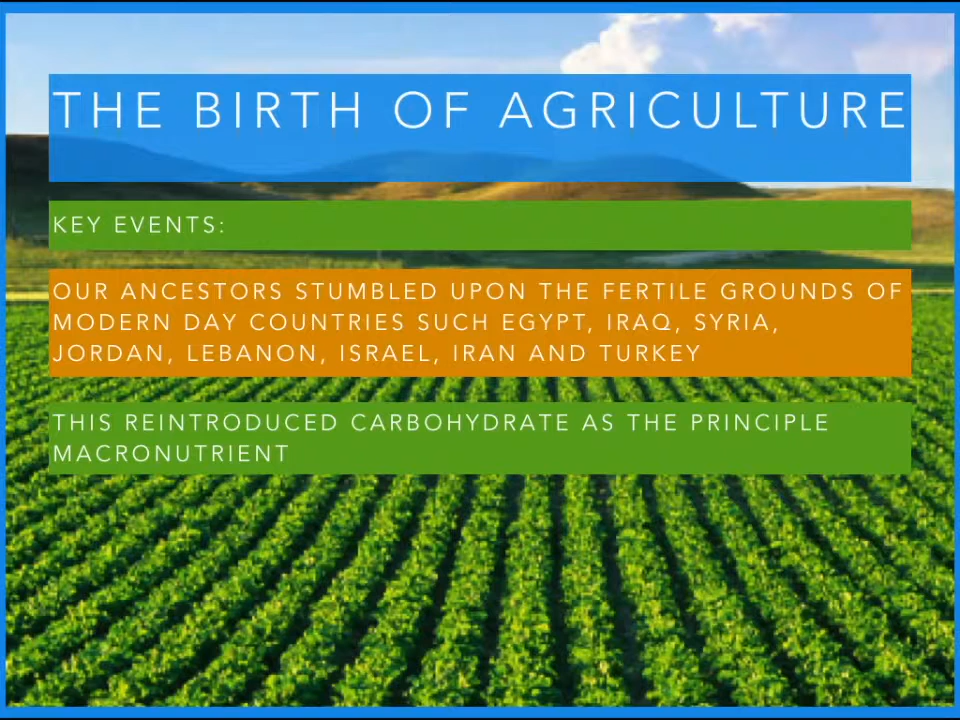 THE BIRTH OF AGRICULTURE
KEY EVENTS:
OUR ANCESTORS STUMBLED UPON THE FERTILE GROUNDS OF
MODERN DAY COUNTRIES SUCH EGYPT, IRAQ, SYRIA,
JORDAN, LEBANON, ISRAEL, IRAN AND TURKEY
THIS REINTRODUCED CARBOHYDRATE AS THE PRINCIPLE
MACRONUTRIENT